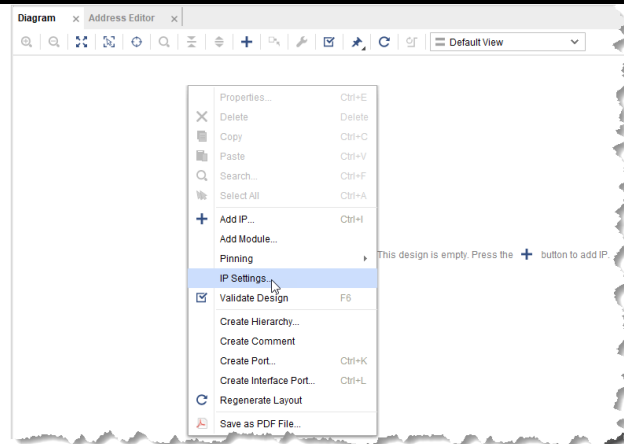 Diagram × Address Editor ×
Default View
Properties... Ctrl+E
Delete Delete
Copy Ctrl+C
Paste Ctrl+V
Search... Ctrl+F
Select All Ctrl+A
Add IP... Ctrl+I
Add Module...
Pinning
This design is empty. Press the + button to add IP.
IP Settings...
Validate Design F6
Create Hierarchy...
Create Comment
Create Port... Ctrl+K
Create Interface Port... Ctrl+L
Regenerate Layout
Save as PDF File...